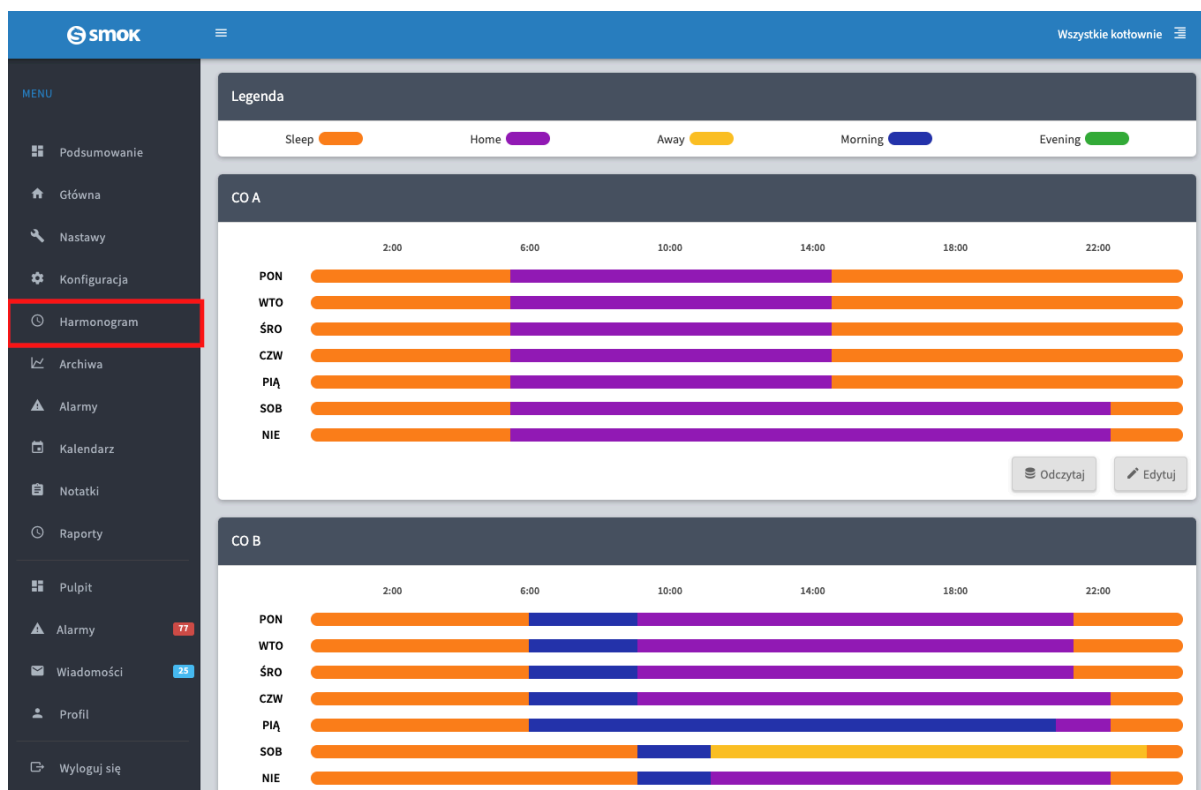 smok
Wszystkie kotłownie
MENU
Podsumowanie
Główna
Nastawy
Konfiguracja
Harmonogram
Archiwa
Alarmy
Kalendarz
Notatki
Raporty
Pulpit
Alarmy 77
Wiadomości 25
Profil
Wyloguj się
Legenda
Sleep Home Away Morning Evening
CO A
2:00 6:00 10:00 14:00 18:00 22:00
PON
WTO
ŚRO
CZW
PIĄ
SOB
NIE
Odczytaj Edytuj
CO B
2:00 6:00 10:00 14:00 18:00 22:00
PON
WTO
ŚRO
CZW
PIĄ
SOB
NIE